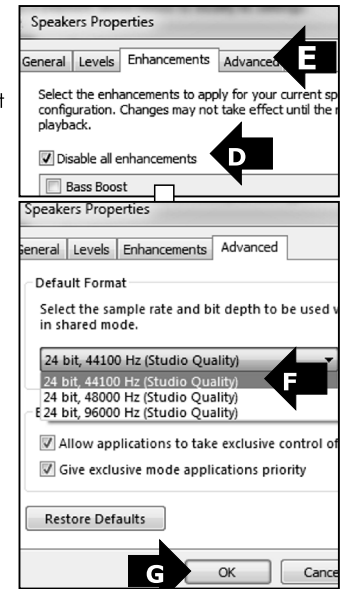 Speakers Properties
General Levels Enhancements Advanced
E
Select the enhancements to apply for your current
configuration. Changes may not take effect until the
playback.
Disable all enhancements
D
Bass Boost
Speakers Properties
General Levels Enhancements Advanced
Default Format
Select the sample rate and bit depth to be used
in shared mode.
24 bit, 44100 Hz (Studio Quality)
24 bit, 44100 Hz (Studio Quality)
F
24 bit, 48000 Hz (Studio Quality)
24 bit, 96000 Hz (Studio Quality)
Allow applications to take exclusive control of
Give exclusive mode applications priority
Restore Defaults
G
OK Cance